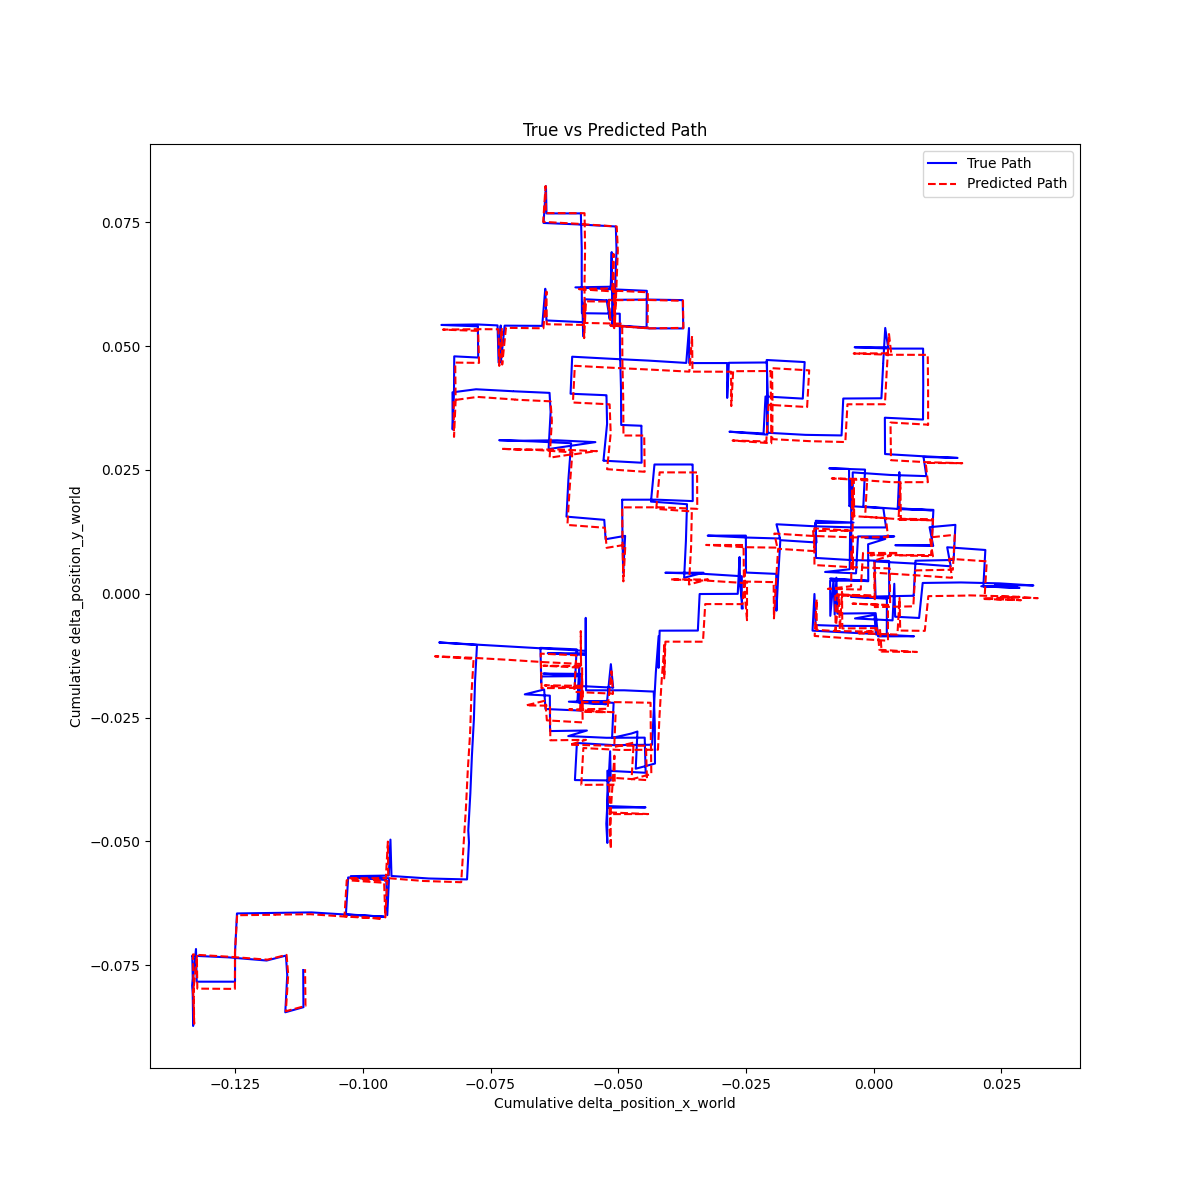 True vs Predicted Path
True Path
Predicted Path
0.075
0.050
0.025
0.000
−0.025
−0.050
−0.075
Cumulative delta_position_y_world
−0.125
−0.100
−0.075
−0.050
−0.025
0.000
0.025
Cumulative delta_position_x_world